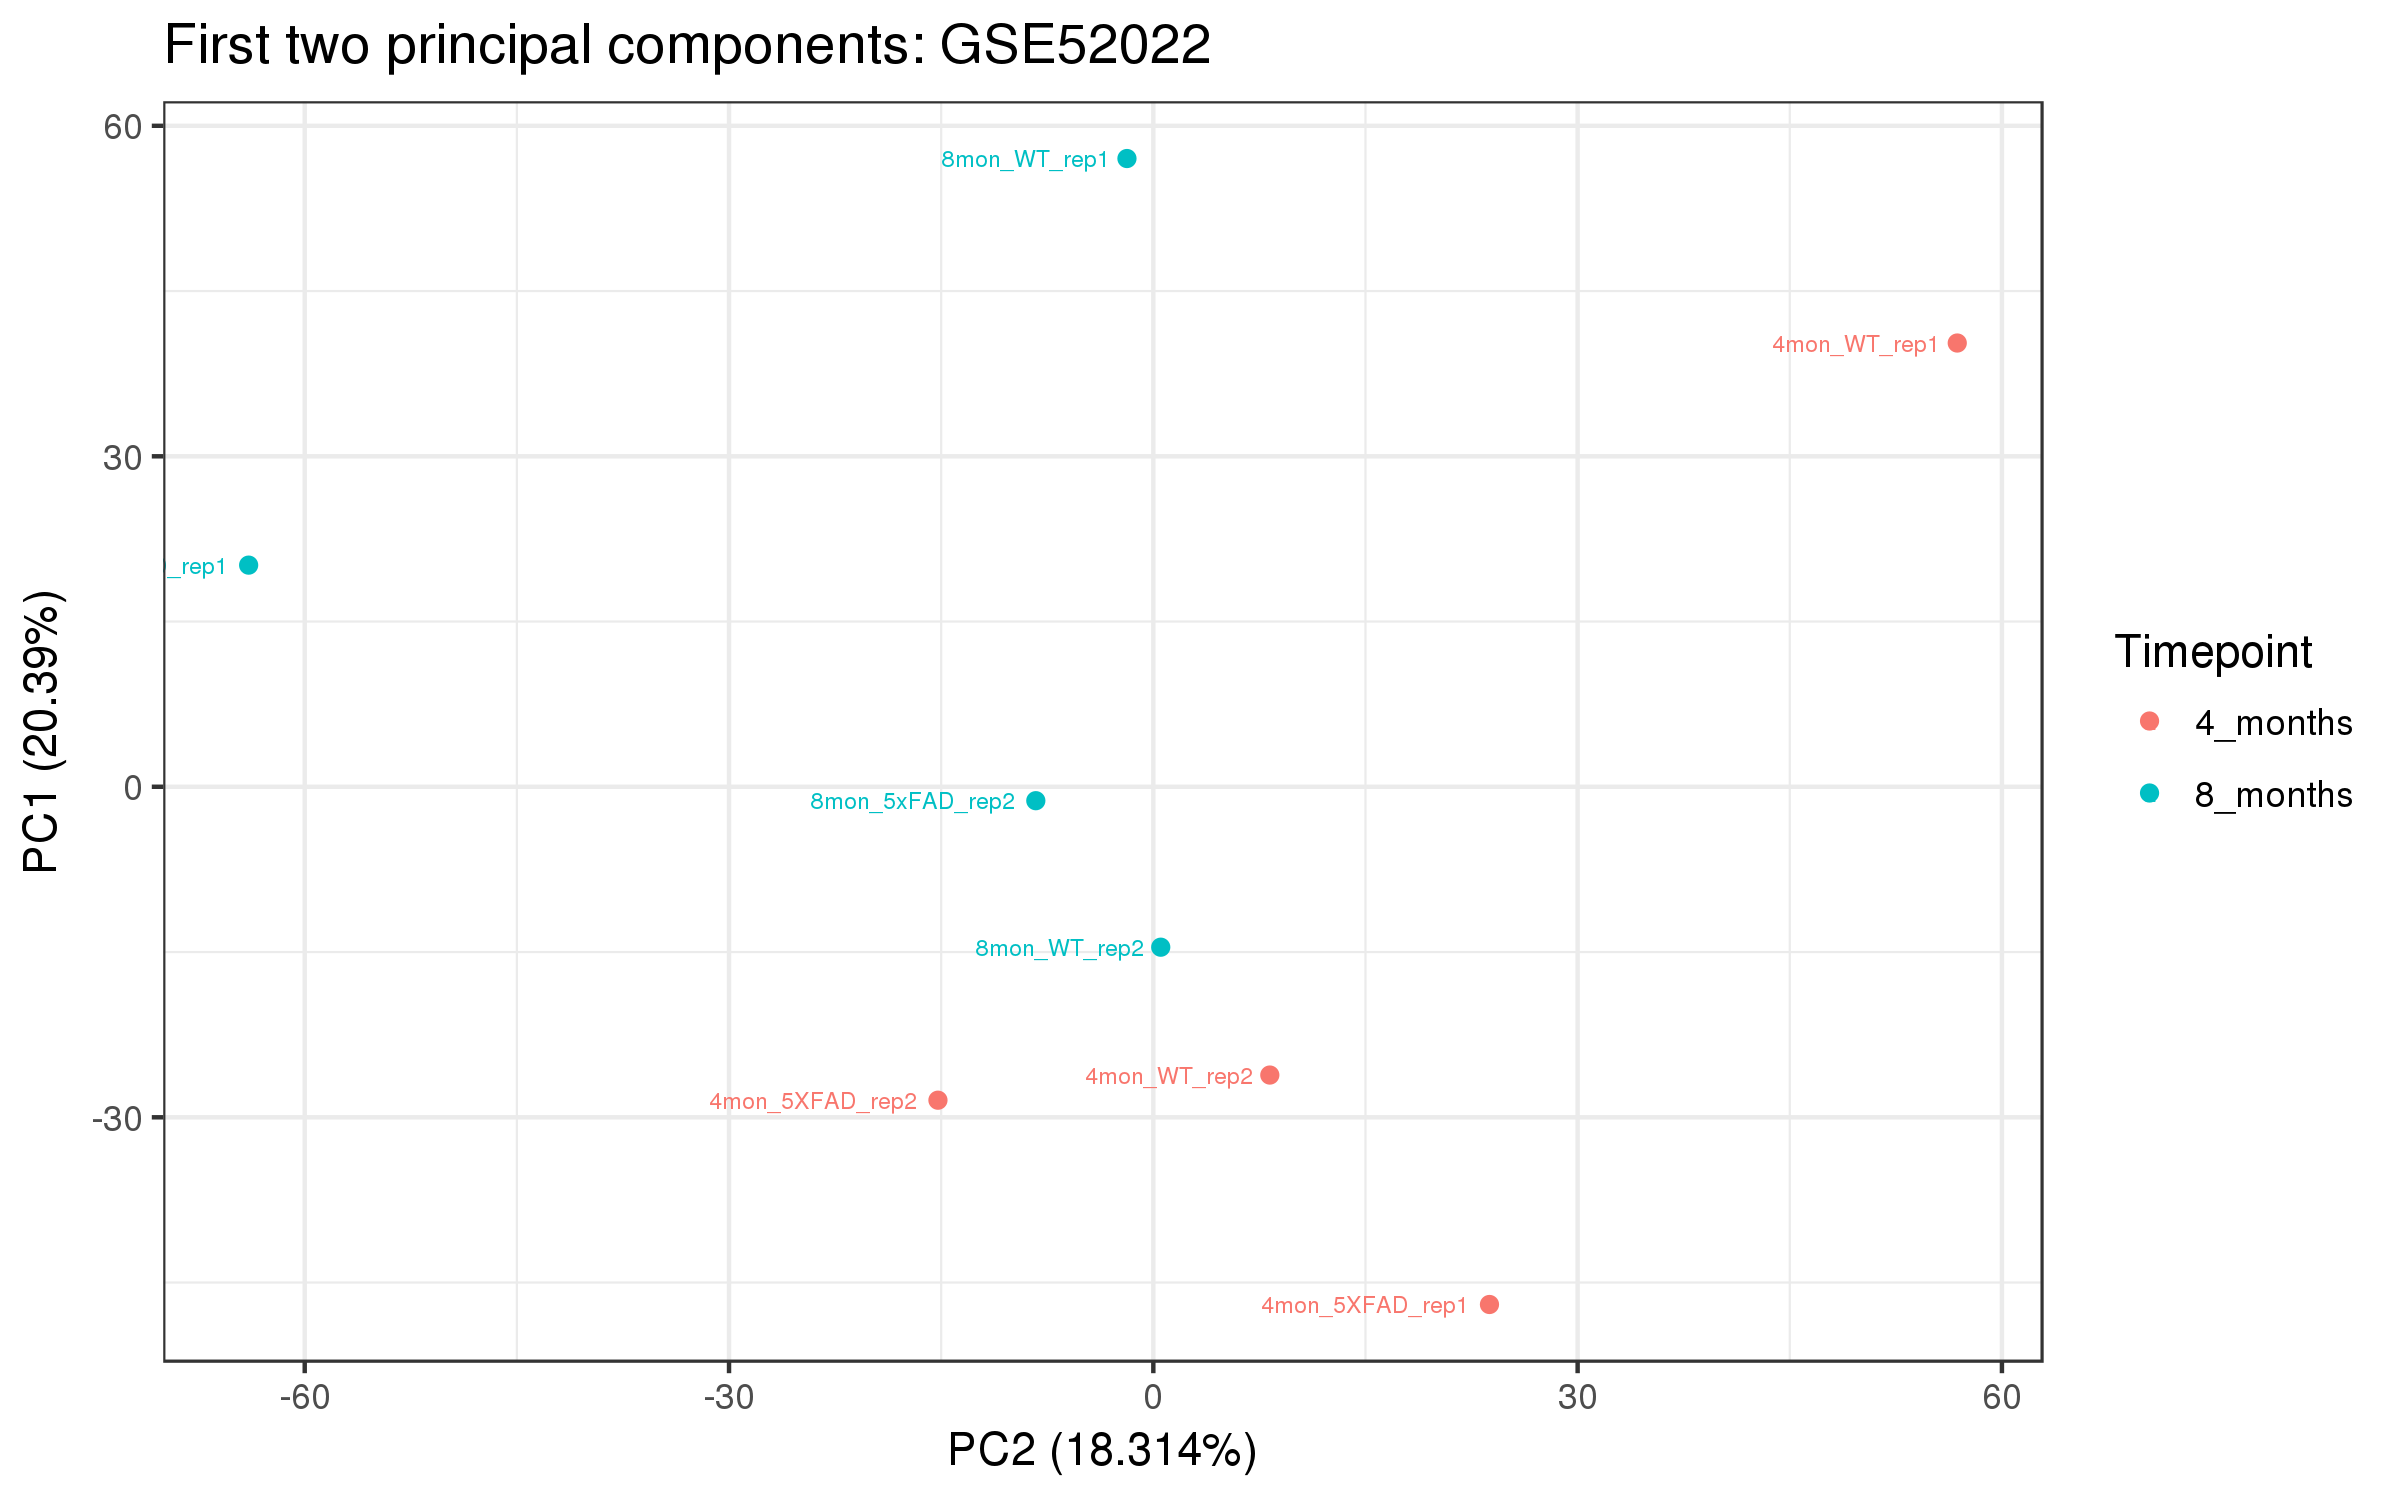 First two principal components: GSE52022
60
8mon_WT_rep1
4mon_WT_rep1
30
_rep1
PC1 (20.39%)
0
8mon_5xFAD_rep2
8mon_WT_rep2
4mon_WT_rep2
4mon_5XFAD_rep2
-30
4mon_5XFAD_rep1
-60
-30
0
30
60
PC2 (18.314%)
Timepoint
4_months
8_months